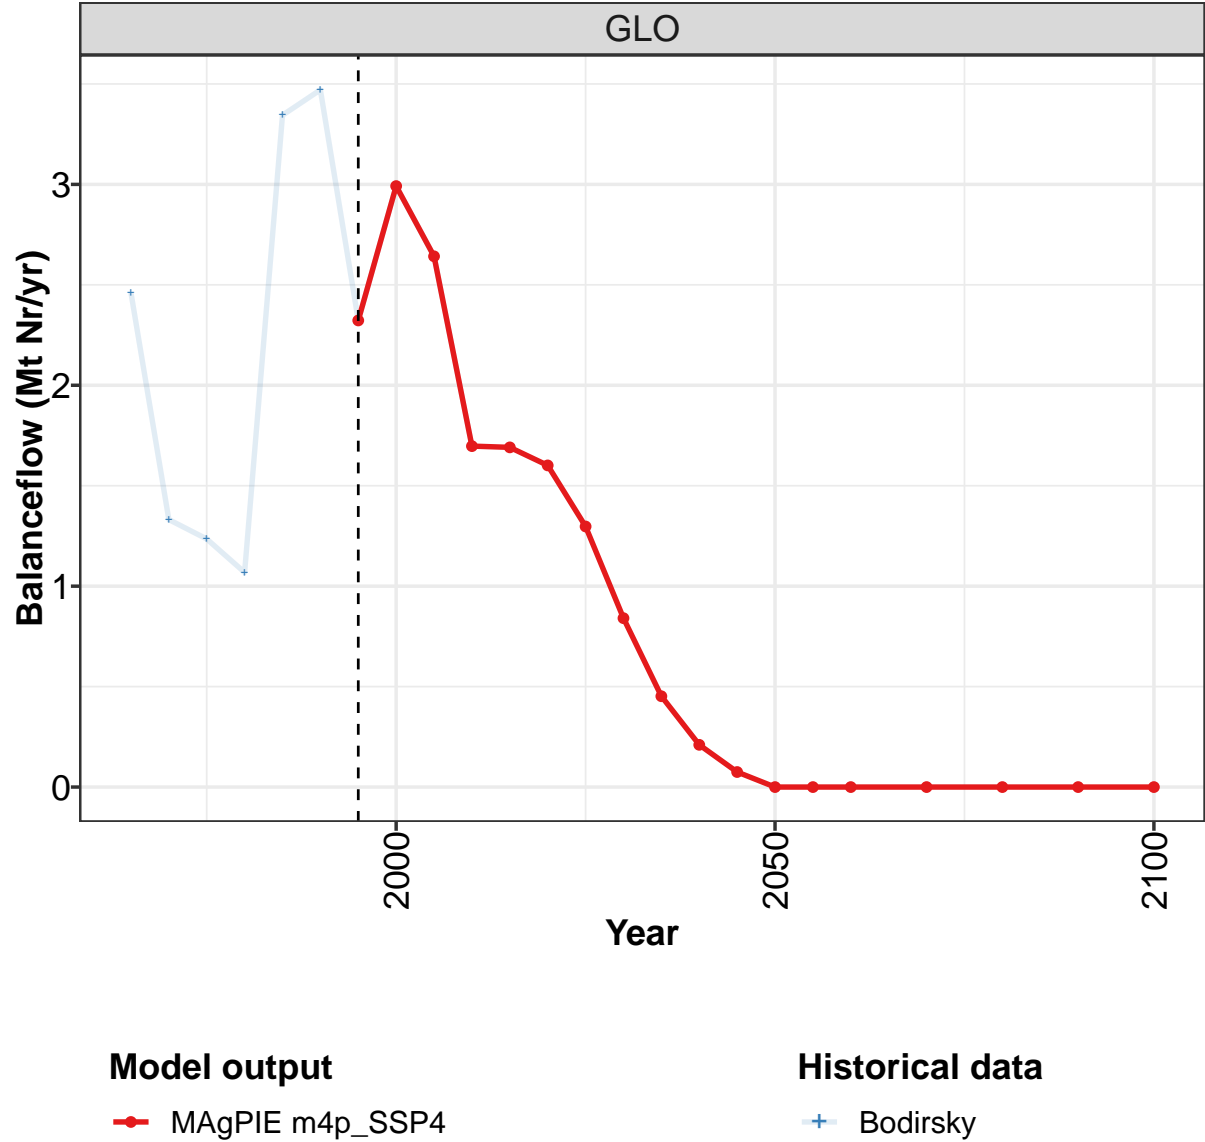 GLO
Balanceflow (Mt Nr/yr)
3
2
1
0
2000
2050
2100
Year
Model output
MAgPIE m4p_SSP4
Historical data
Bodirsky